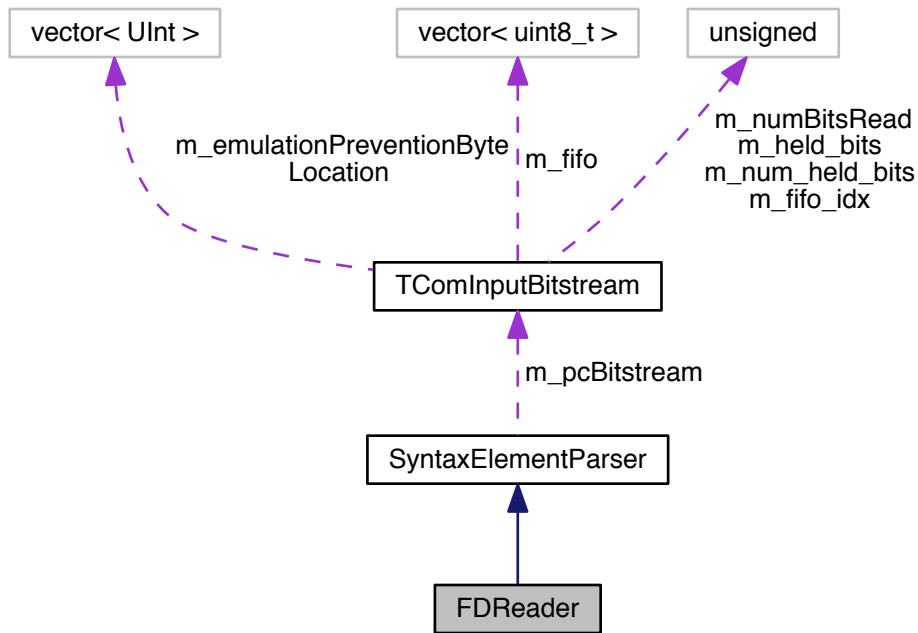 vector< UInt >
vector< uint8_t >
unsigned
m_emulationPreventionByte
Location
m_fifo
m_numBitsRead
m_held_bits
m_num_held_bits
m_fifo_idx
TComInputBitstream
m_pcBitstream
SyntaxElementParser
FDReader